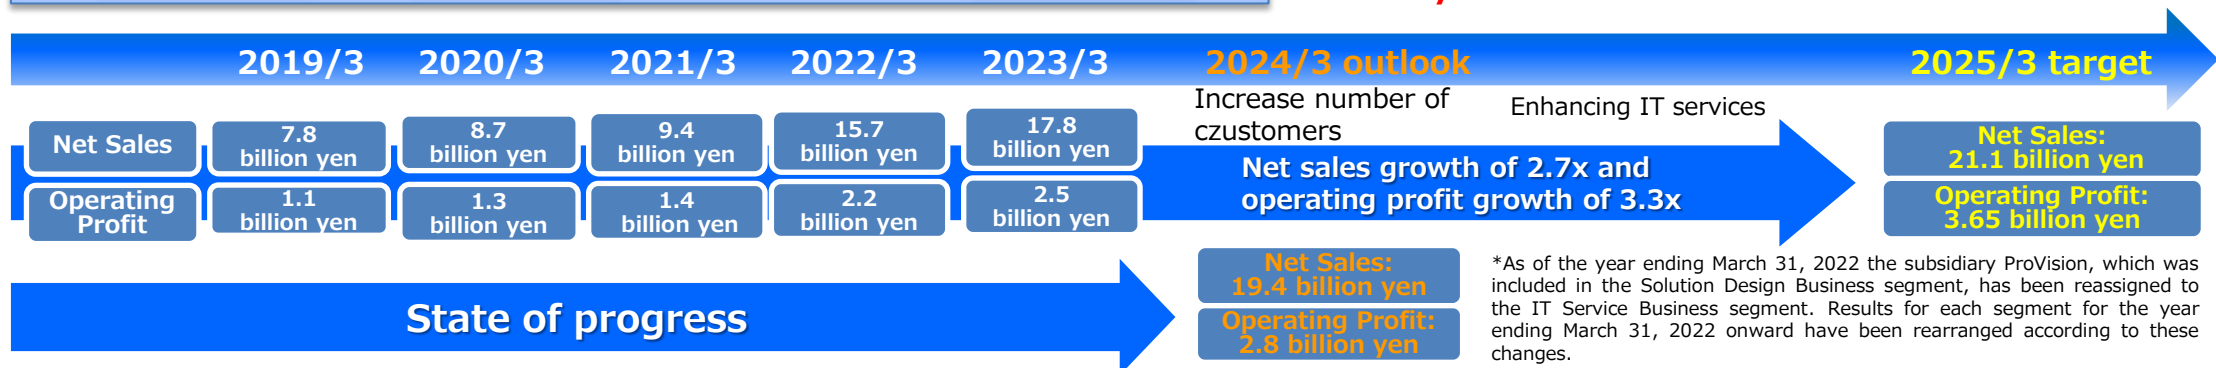 2019/3 2020/3 2021/3 2022/3 2023/3 2024/3 outlook 2025/3 target
Increase number of
czustomers
Enhancing IT services
Net Sales
7.8
billion yen
8.7
billion yen
9.4
billion yen
15.7
billion yen
17.8
billion yen
Operating
Profit
1.1
billion yen
1.3
billion yen
1.4
billion yen
2.2
billion yen
2.5
billion yen
Net sales growth of 2.7x and
operating profit growth of 3.3x
Net Sales:
21.1 billion yen
Operating Profit:
3.65 billion yen
State of progress
Net Sales:
19.4 billion yen
Operating Profit:
2.8 billion yen
*As of the year ending March 31, 2022 the subsidiary ProVision, which was
included in the Solution Design Business segment, has been reassigned to
the IT Service Business segment. Results for each segment for the year
ending March 31, 2022 onward have been rearranged according to these
changes.